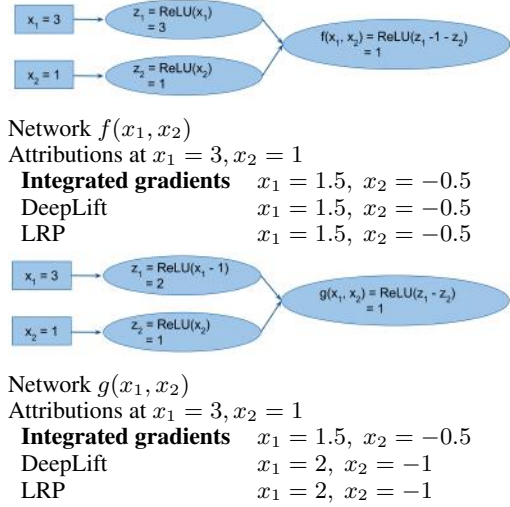 x₁ = 3
z₁ = ReLU(x₁)
= 3
f(x₁, x₂) = ReLU(z₁ -1 - z₂)
= 1
x₂ = 1
z₂ = ReLU(x₂)
= 1
Network f(x₁, x₂)
Attributions at x₁ = 3, x₂ = 1
Integrated gradients x₁ = 1.5, x₂ = −0.5
DeepLift x₁ = 1.5, x₂ = −0.5
LRP x₁ = 1.5, x₂ = −0.5
x₁ = 3
z₁ = ReLU(x₁ - 1)
= 2
g(x₁, x₂) = ReLU(z₁ - z₂)
= 1
x₂ = 1
z₂ = ReLU(x₂)
= 1
Network g(x₁, x₂)
Attributions at x₁ = 3, x₂ = 1
Integrated gradients x₁ = 1.5, x₂ = −0.5
DeepLift x₁ = 2, x₂ = −1
LRP x₁ = 2, x₂ = −1